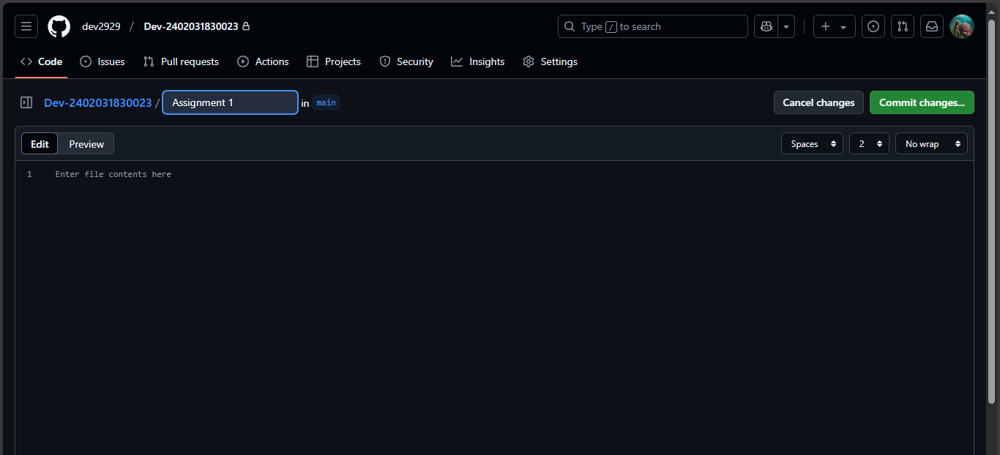 dev2929 / Dev-2402031830023 Type / to search
Code Issues Pull requests Actions Projects Security Insights Settings
Dev-2402031830023 / Assignment 1 in main Cancel changes Commit changes...
Edit Preview Spaces 2 No wrap
1 Enter file contents here